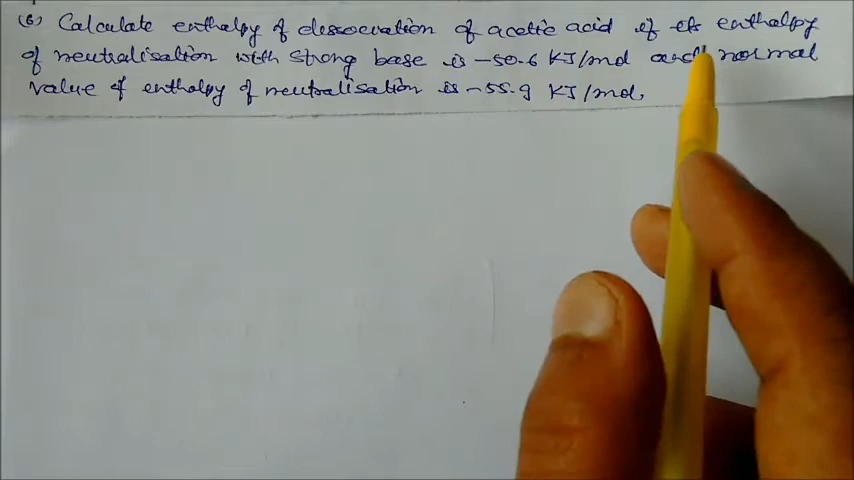 (6) Calculate enthalpy of dessociation of acetic acid if its enthalpy
of neutralisation with strong base is -50.6 KJ/mol and normal
value of enthalpy of neutralisation is -55.9 KJ/mol.